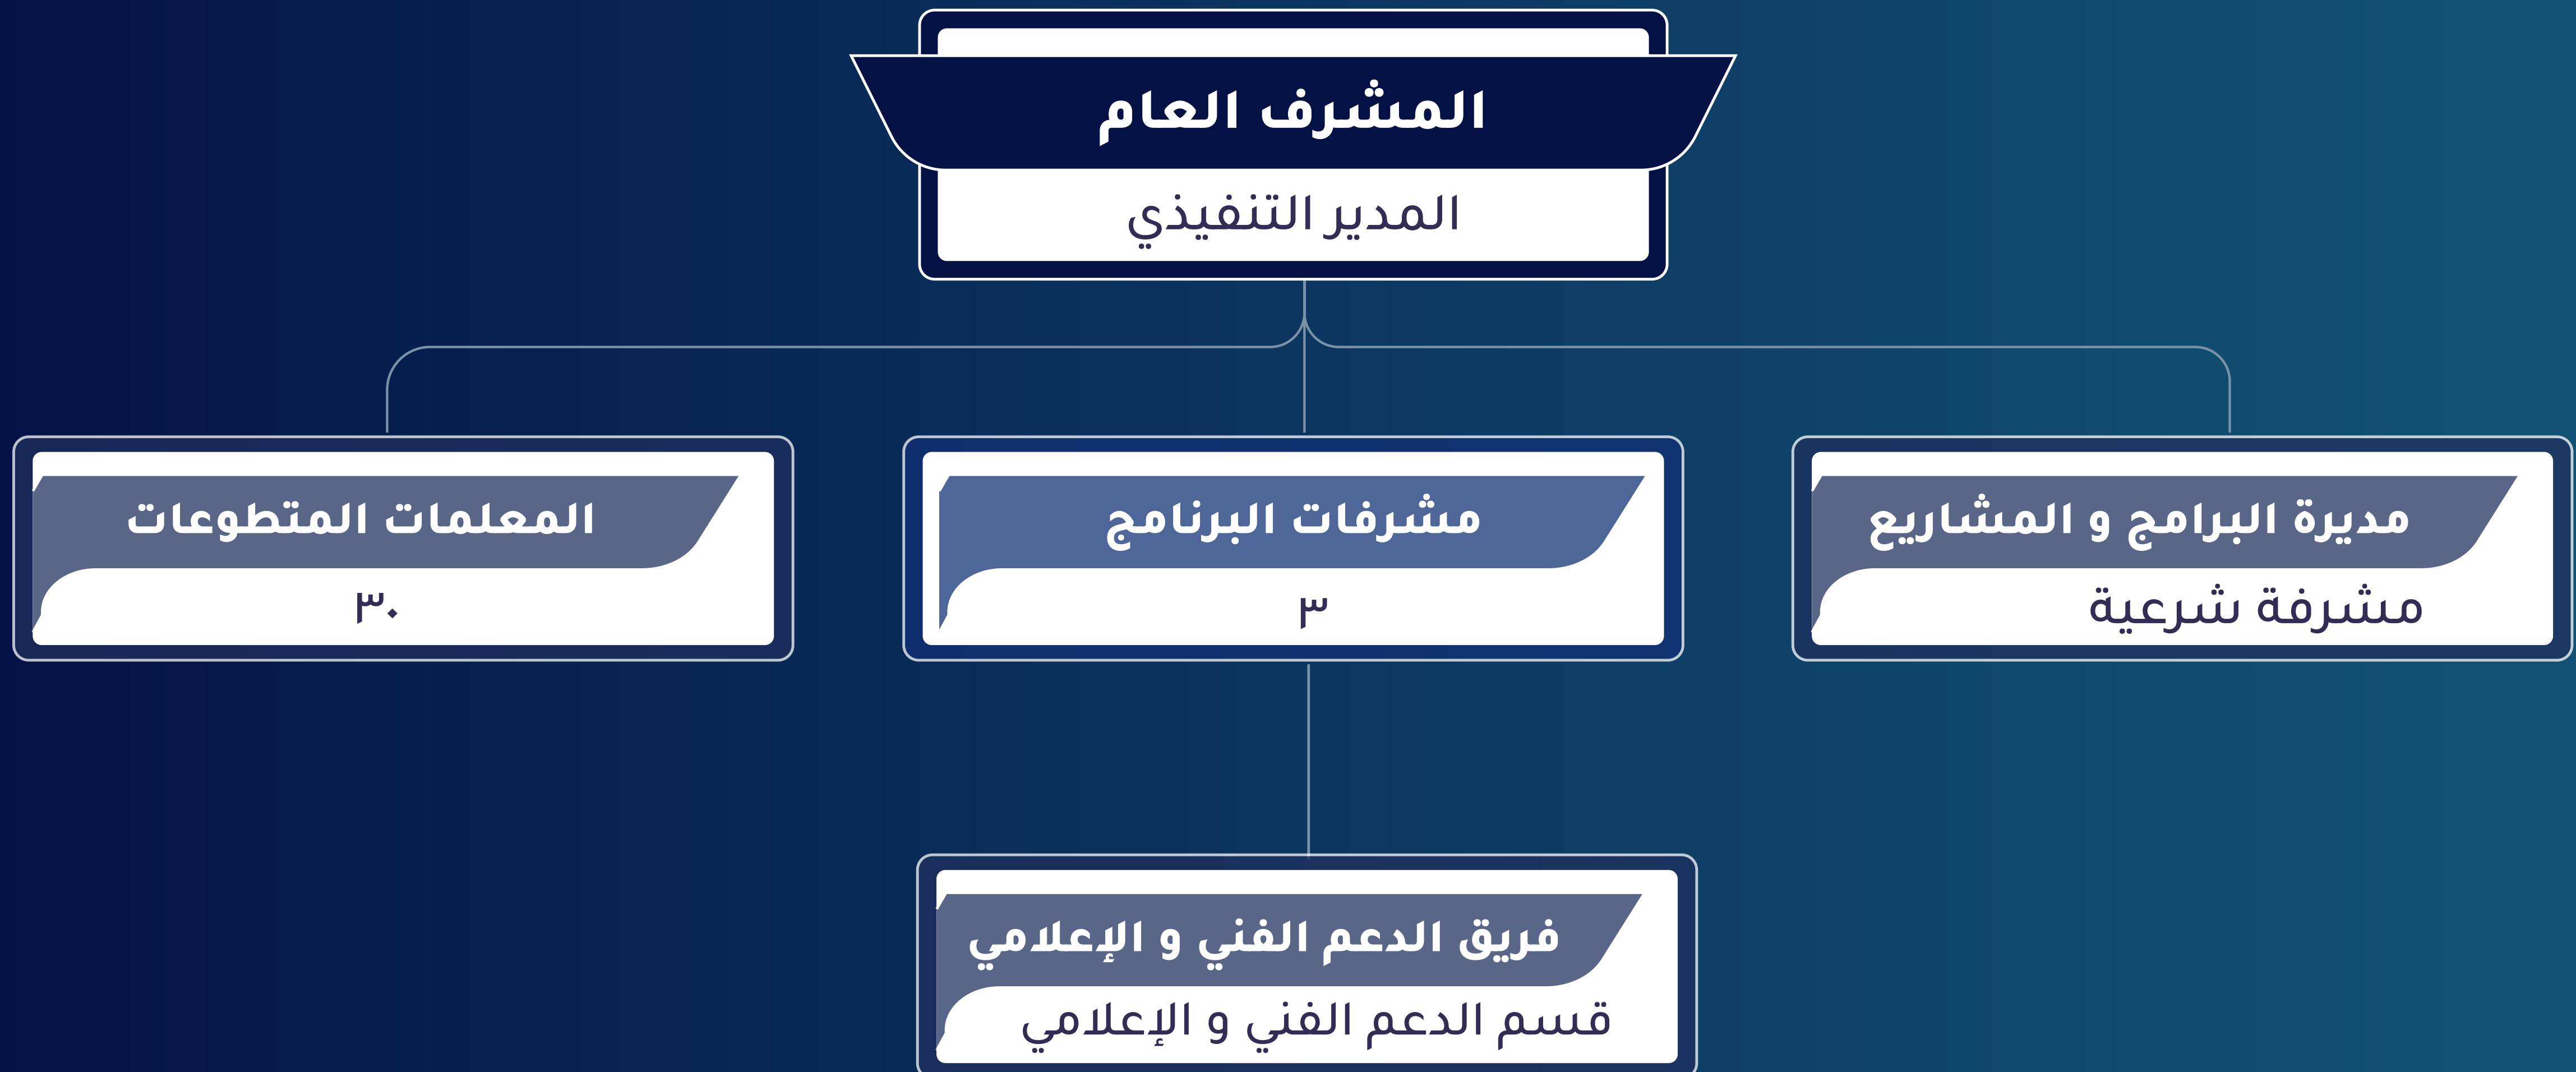 المشرف العام
المدير التنفيذي
مديرة البرامج و المشاريع
مشرفة شرعية
مشرفات البرنامج
٣
المعلمات المتطوعات
٣٠
فريق الدعم الفني و الإعلامي
قسم الدعم الفني و الإعلامي